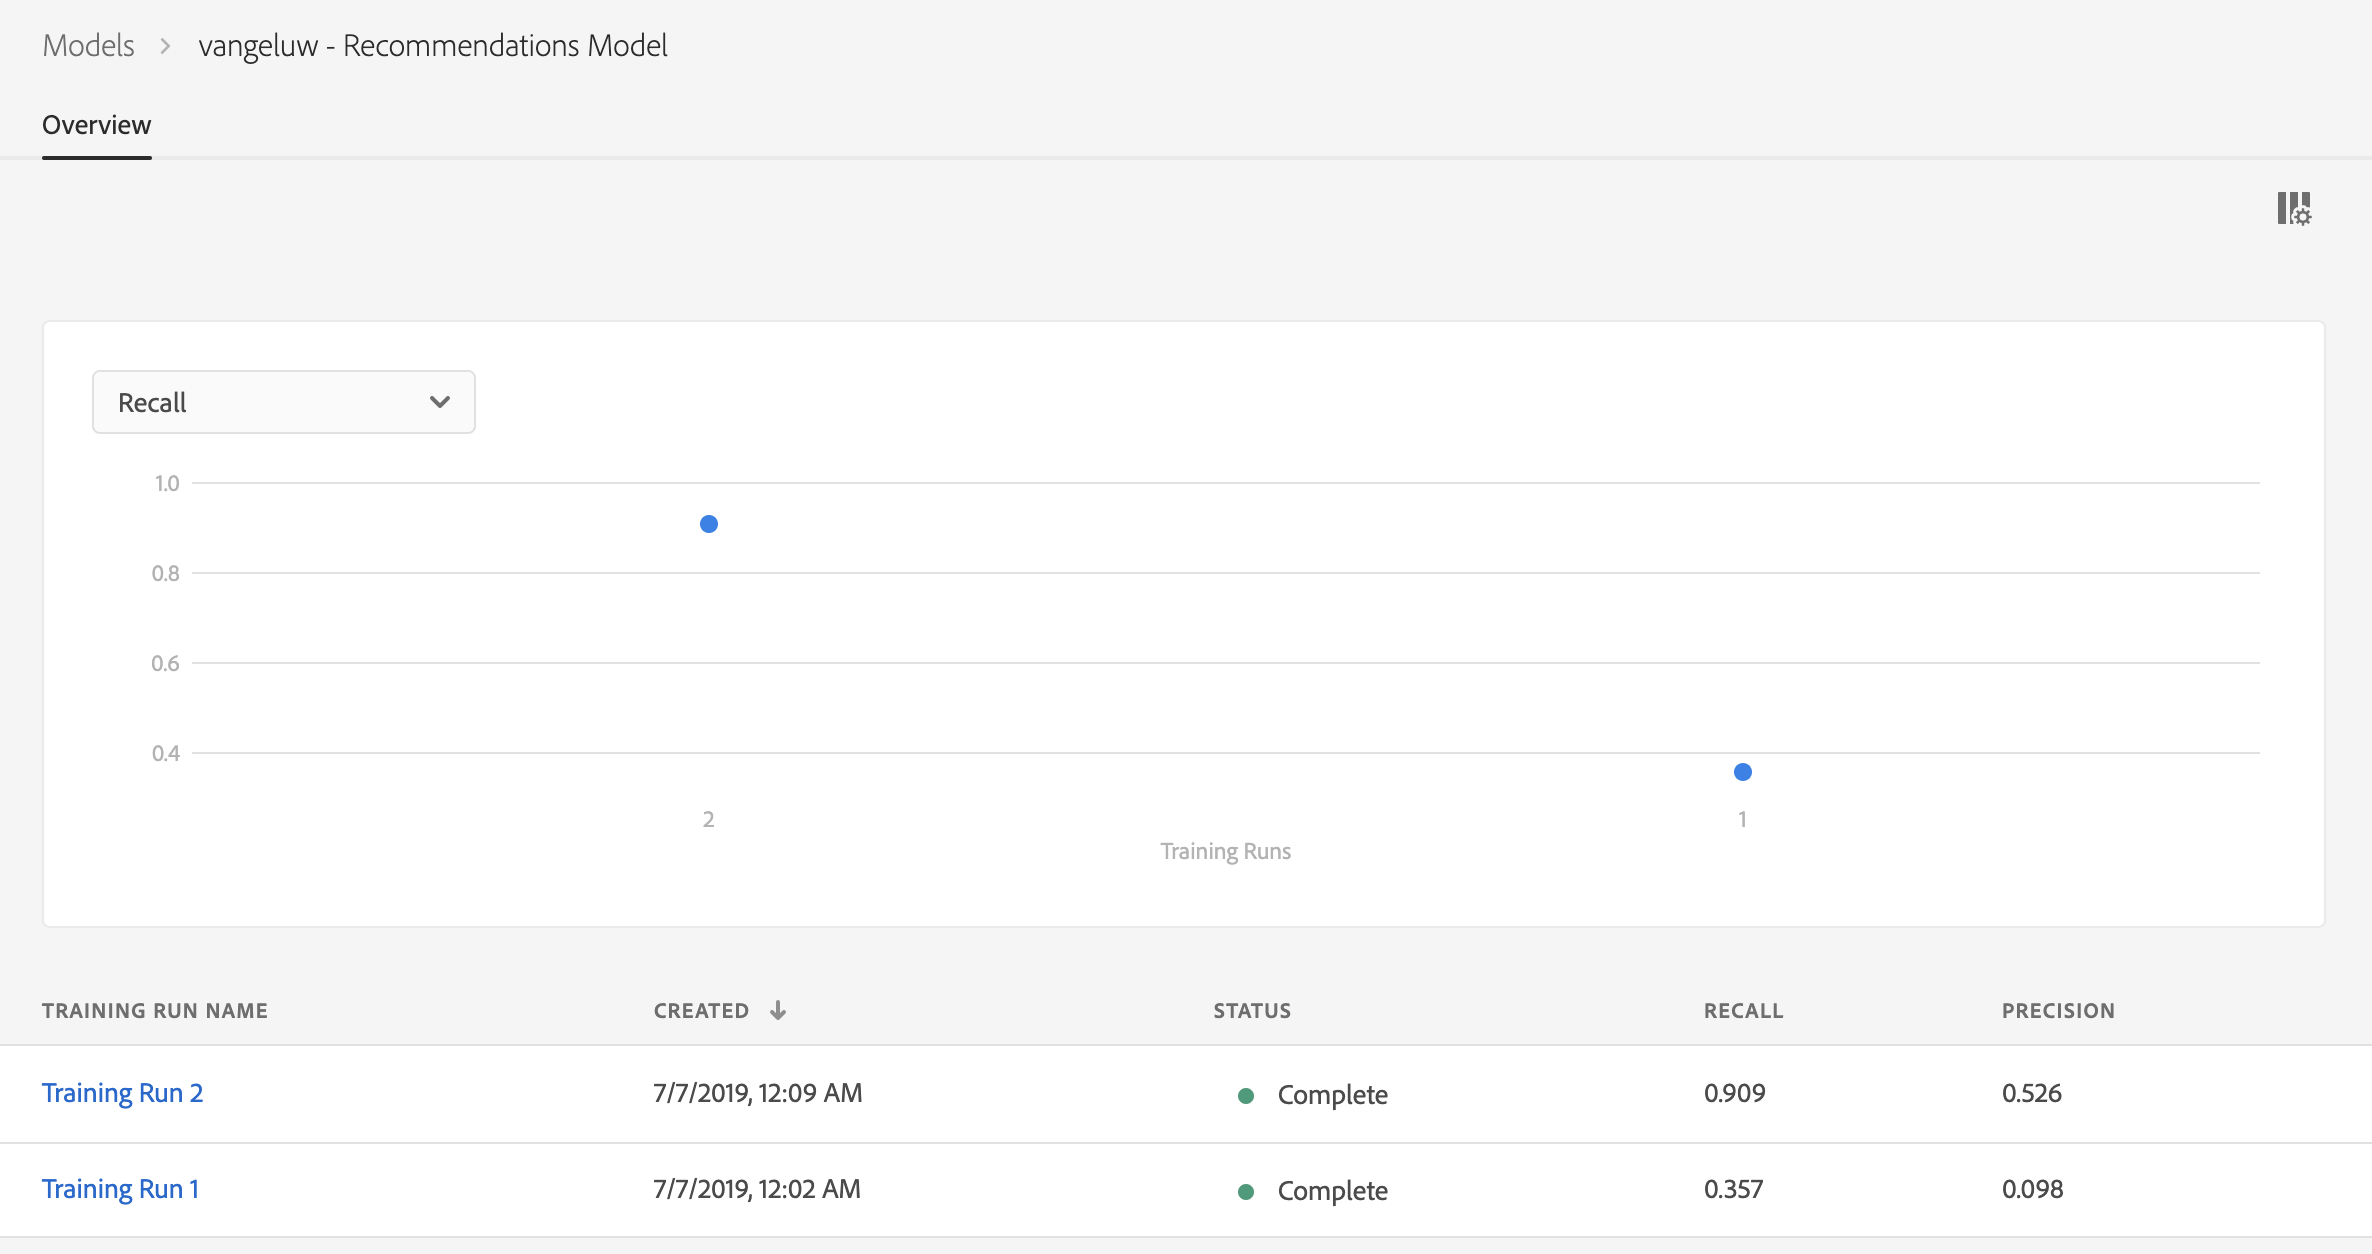 Models > vangeluw - Recommendations Model
Overview
Recall
1.0
0.8
0.6
0.4
2 1
Training Runs
TRAINING RUN NAME CREATED ↓ STATUS RECALL PRECISION
Training Run 2 7/7/2019, 12:09 AM Complete 0.909 0.526
Training Run 1 7/7/2019, 12:02 AM Complete 0.357 0.098